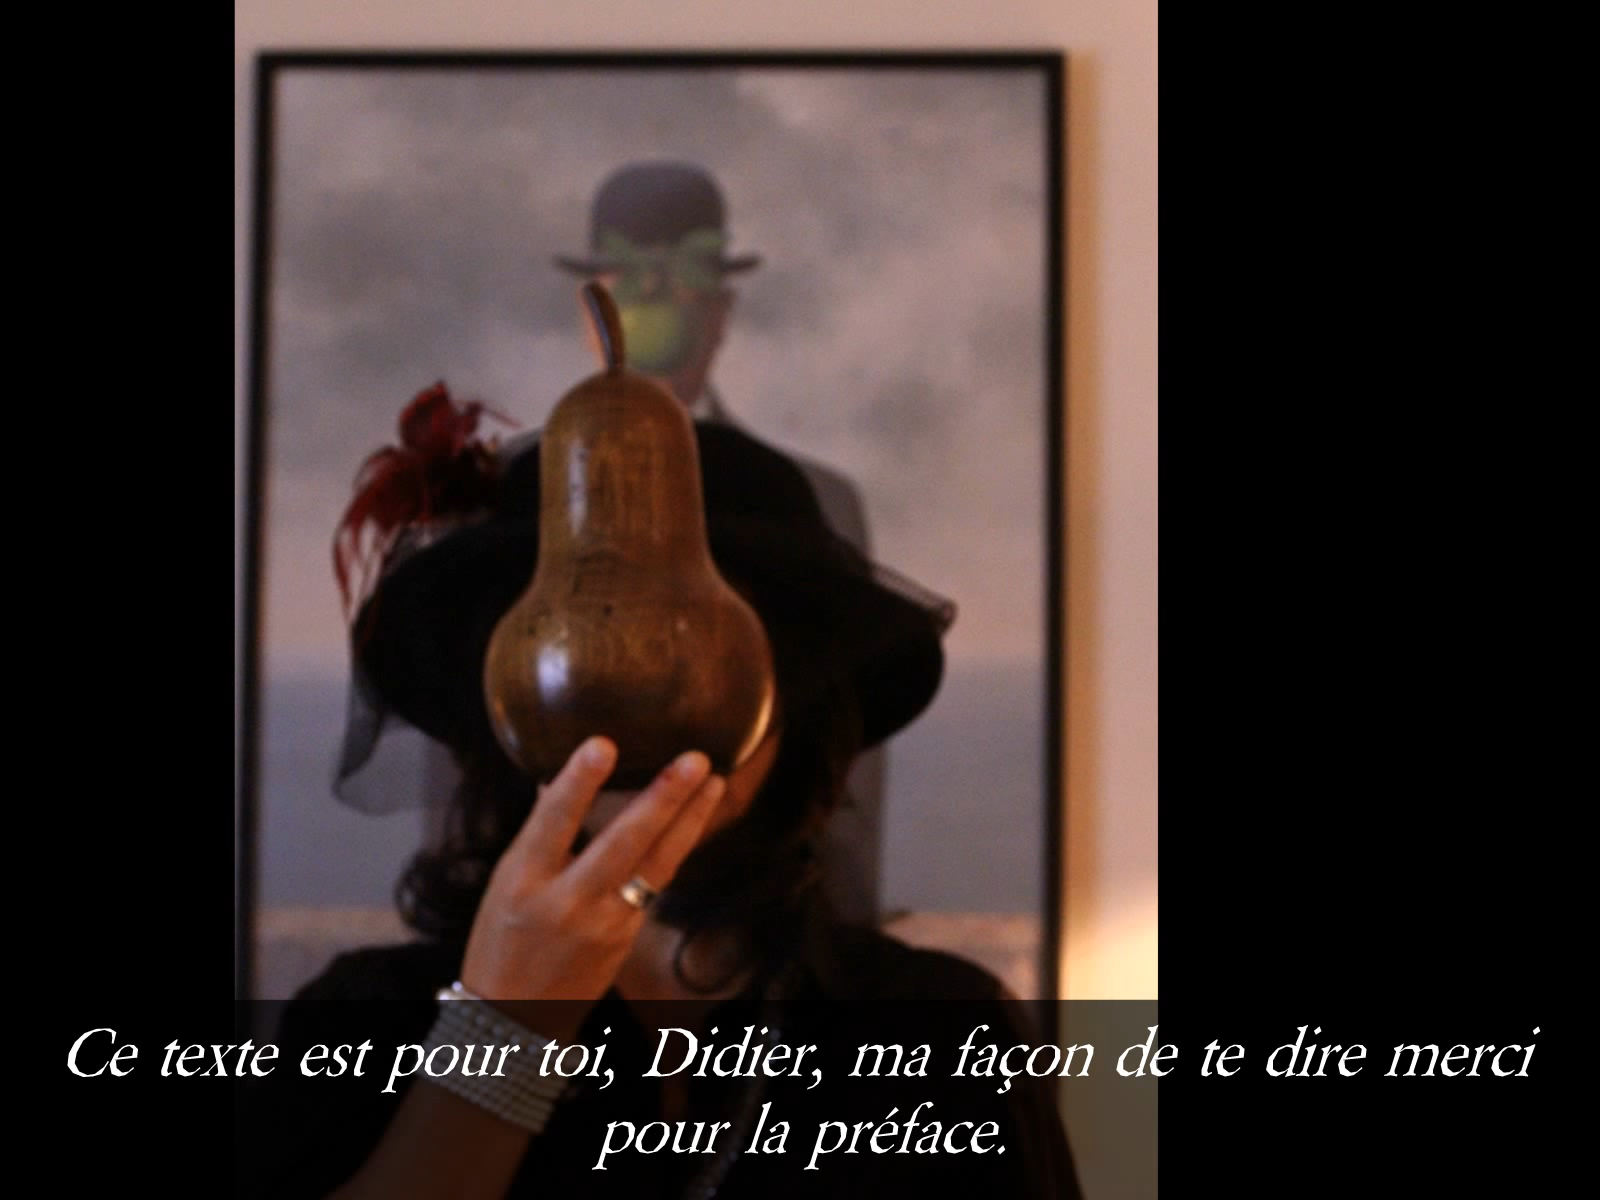 Ce texte est pour toi, Didier, ma façon de te dire merci
pour la préface.